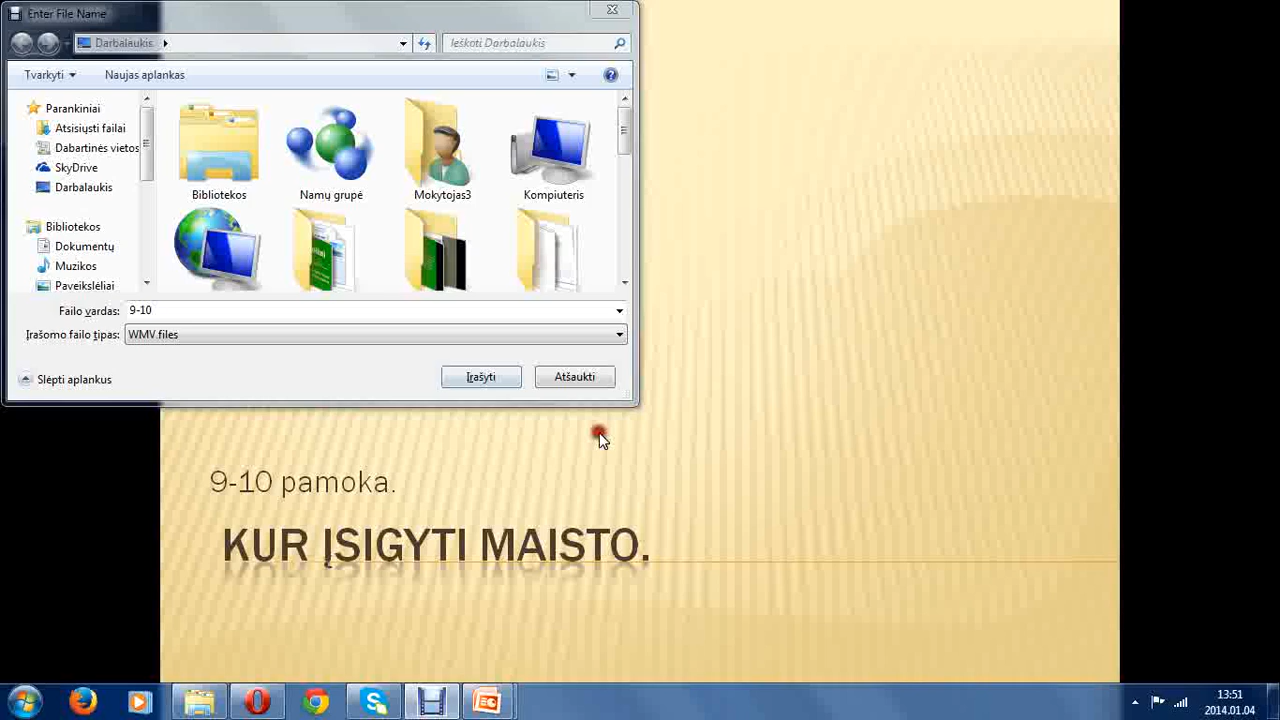 Enter File Name
Darbalaukis
Ieškoti Darbalaukis
Tvarkyti
Naujas aplankas
Parankiniai
Atsisiųsti failai
Dabartinės vietos
SkyDrive
Darbalaukis
Bibliotekos
Dokumentų
Muzikos
Paveikslėliai
Bibliotekos
Namų grupė
Mokytojas3
Kompiuteris
Failo vardas: 9-10
Įrašomo failo tipas: WMV files
Slėpti aplankus
Įrašyti
Atšaukti
9-10 pamoka.
KUR ĮSIGYTI MAISTO.
13:51
2014.01.04